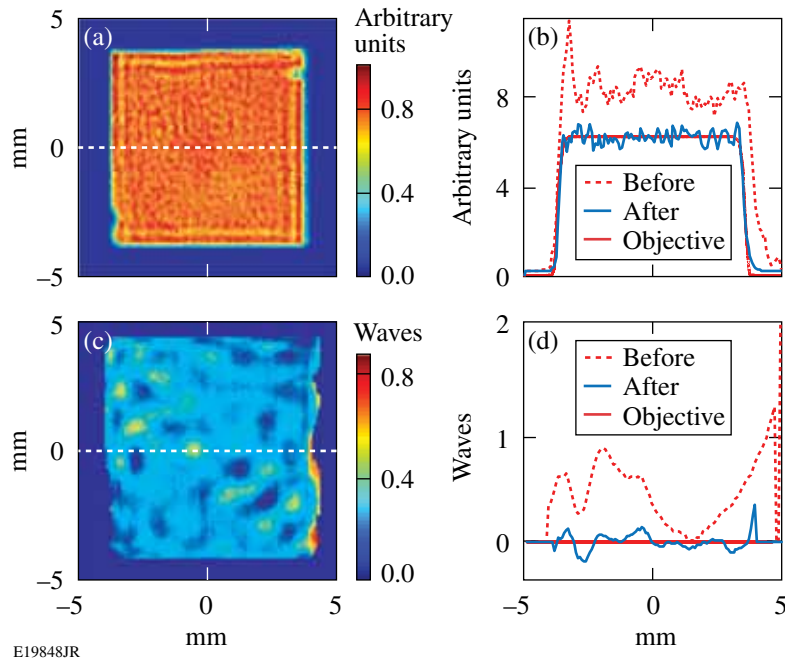 (a)
Arbitrary
units
5
0
−5
mm
0.8
0.4
0.0
(b)
Arbitrary units
8
4
0
Before
After
Objective
(c)
Waves
5
0
−5
mm
0.8
0.4
0.0
−5
0
5
mm
(d)
Waves
2
1
0
Before
After
Objective
−5
0
5
mm
E19848JR